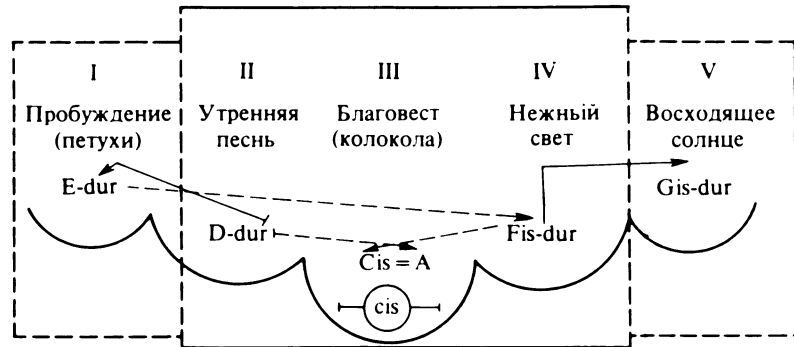 I II III IV V
Пробуждение Утренняя Благовест Нежный Восходящее
(петухи) песнь (колокола) свет солнце
E-dur Gis-dur
D-dur Fis-dur
Cis = A
cis